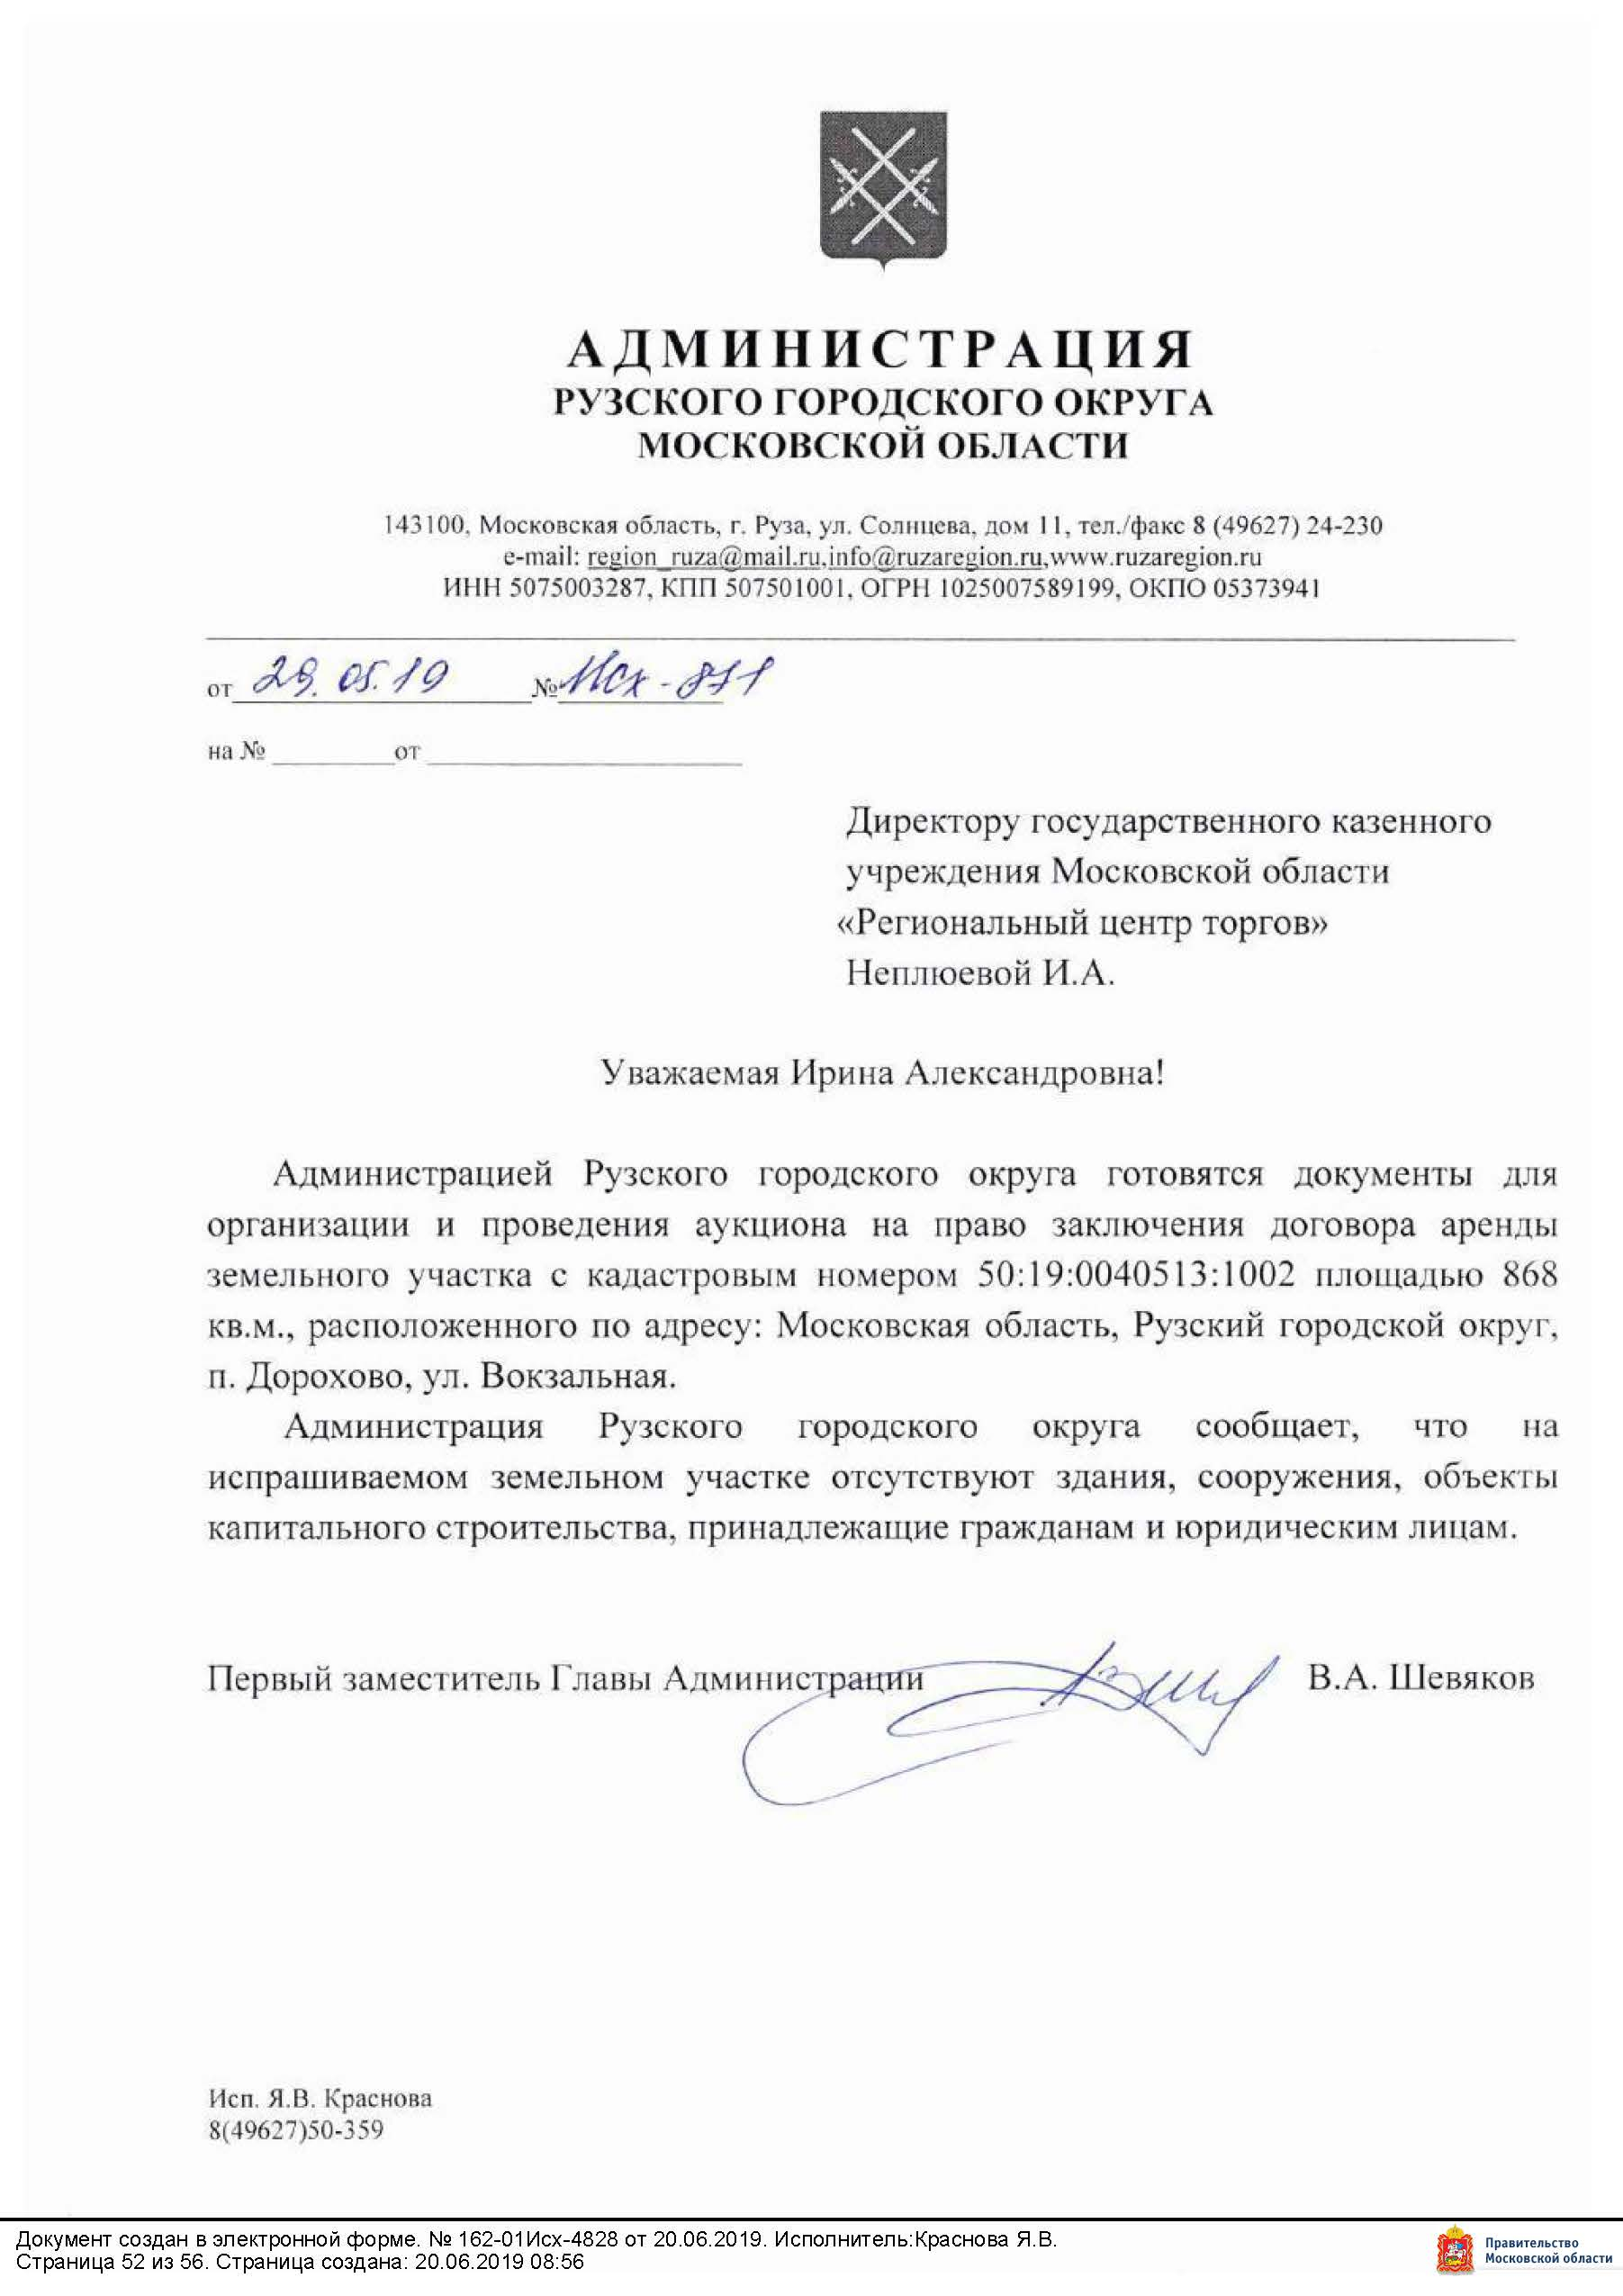 АДМИНИСТРАЦИЯ
РУЗСКОГО ГОРОДСКОГО ОКРУГА
МОСКОВСКОЙ ОБЛАСТИ
143100, Московская область, г. Руза, ул. Солнцева, дом 11, тел./факс 8 (49627) 24-230
e-mail: region_ruza@mail.ru,info@ruzaregion.ru,www.ruzaregion.ru
ИНН 5075003287, КПП 507501001, ОГРН 1025007589199, ОКПО 05373941
от 29.05.19 № Исх-871
на № от
Директору государственного казенного
учреждения Московской области
«Региональный центр торгов»
Неплюевой И.А.
Уважаемая Ирина Александровна!
Администрацией Рузского городского округа готовятся документы для
организации и проведения аукциона на право заключения договора аренды
земельного участка с кадастровым номером 50:19:0040513:1002 площадью 868
кв.м., расположенного по адресу: Московская область, Рузский городской округ,
п. Дорохово, ул. Вокзальная.
Администрация Рузского городского округа сообщает, что на
испрашиваемом земельном участке отсутствуют здания, сооружения, объекты
капитального строительства, принадлежащие гражданам и юридическим лицам.
Первый заместитель Главы Администрации В.А. Шевяков
Исп. Я.В. Краснова
8(49627)50-359
Документ создан в электронной форме. № 162-01Исх-4828 от 20.06.2019. Исполнитель:Краснова Я.В.
Страница 52 из 56. Страница создана: 20.06.2019 08:56
Правительство
Московской области